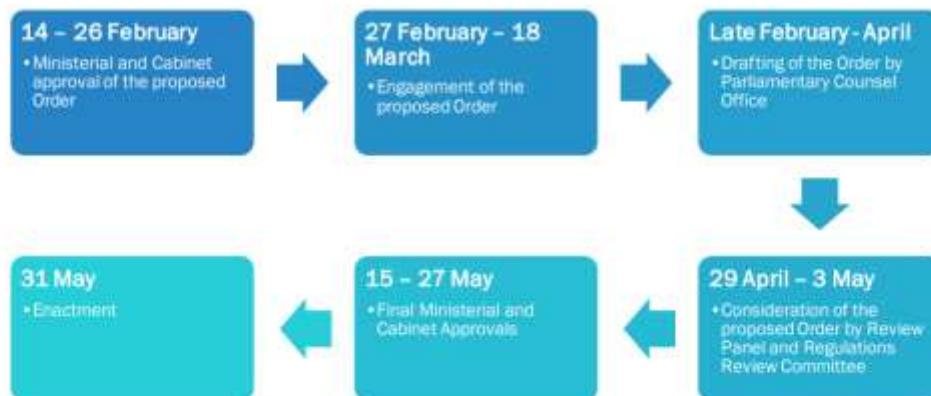 14 – 26 February
•Ministerial and Cabinet
approval of the proposed
Order
27 February – 18
March
•Engagement of the
proposed Order
Late February - April
•Drafting of the Order by
Parliamentary Counsel
Office
29 April – 3 May
•Consideration of the
proposed Order by Review
Panel and Regulations
Review Committee
15 – 27 May
•Final Ministerial and
Cabinet Approvals
31 May
•Enactment